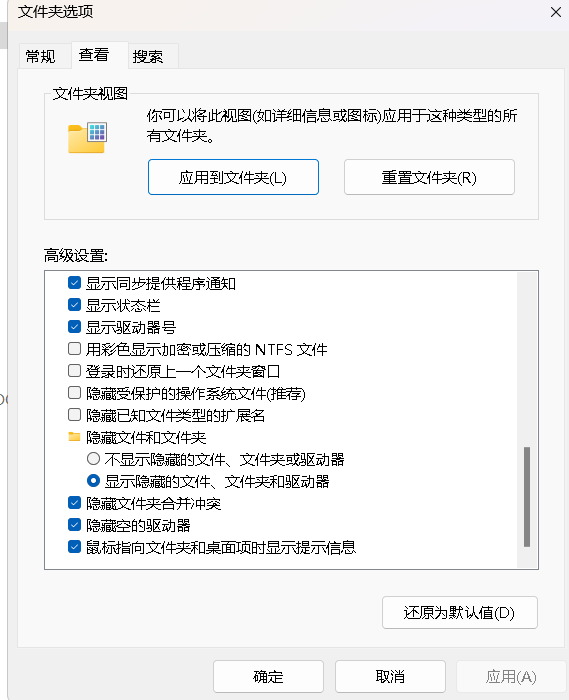 文件夹选项
常规
查看
搜索
文件夹视图
你可以将此视图(如详细信息或图标)应用于这种类型的所
有文件夹。
应用到文件夹(L)
重置文件夹(R)
高级设置:
显示同步提供程序通知
显示状态栏
显示驱动器号
用彩色显示加密或压缩的 NTFS 文件
登录时还原上一个文件夹窗口
隐藏受保护的操作系统文件(推荐)
隐藏已知文件类型的扩展名
隐藏文件和文件夹
不显示隐藏的文件、文件夹或驱动器
显示隐藏的文件、文件夹和驱动器
隐藏文件夹合并冲突
隐藏空的驱动器
鼠标指向文件夹和桌面项时显示提示信息
还原为默认值(D)
确定
取消
应用(A)